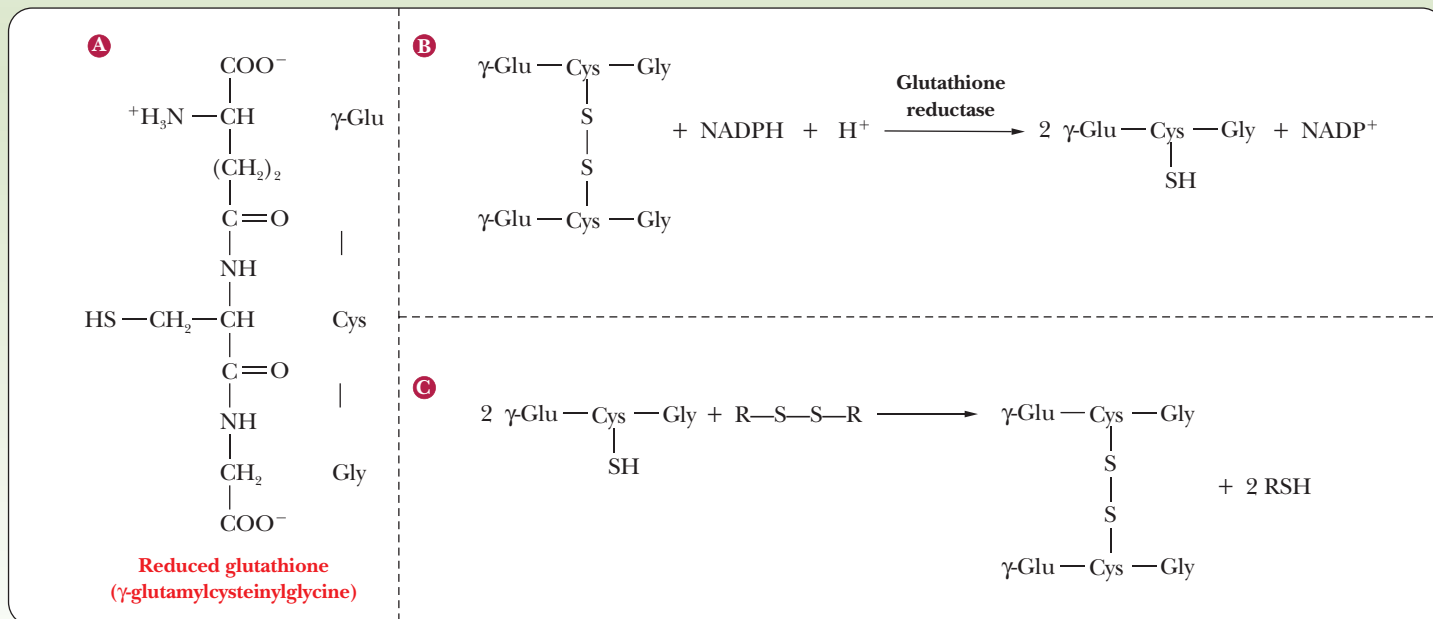 A
COO⁻
⁺H₃N—CH γ-Glu
(CH₂)₂
C=O
|
NH
HS—CH₂—CH Cys
C=O
|
NH
CH₂ Gly
COO⁻
Reduced glutathione
(γ-glutamylcysteinylglycine)
B
γ-Glu—Cys—Gly
S
S
γ-Glu—Cys—Gly
+ NADPH + H⁺
Glutathione
reductase
2 γ-Glu—Cys—Gly + NADP⁺
SH
C
2 γ-Glu—Cys—Gly + R—S—S—R
SH
γ-Glu—Cys—Gly
S
S
γ-Glu—Cys—Gly
+ 2 RSH